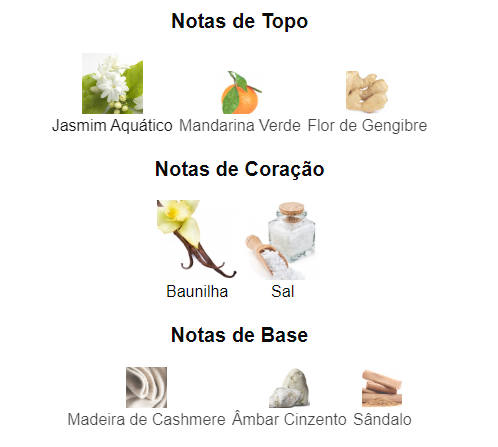 Notas de Topo
Jasmim Aquático Mandarina Verde Flor de Gengibre
Notas de Coração
Baunilha Sal
Notas de Base
Madeira de Cashmere Âmbar Cinzento Sândalo